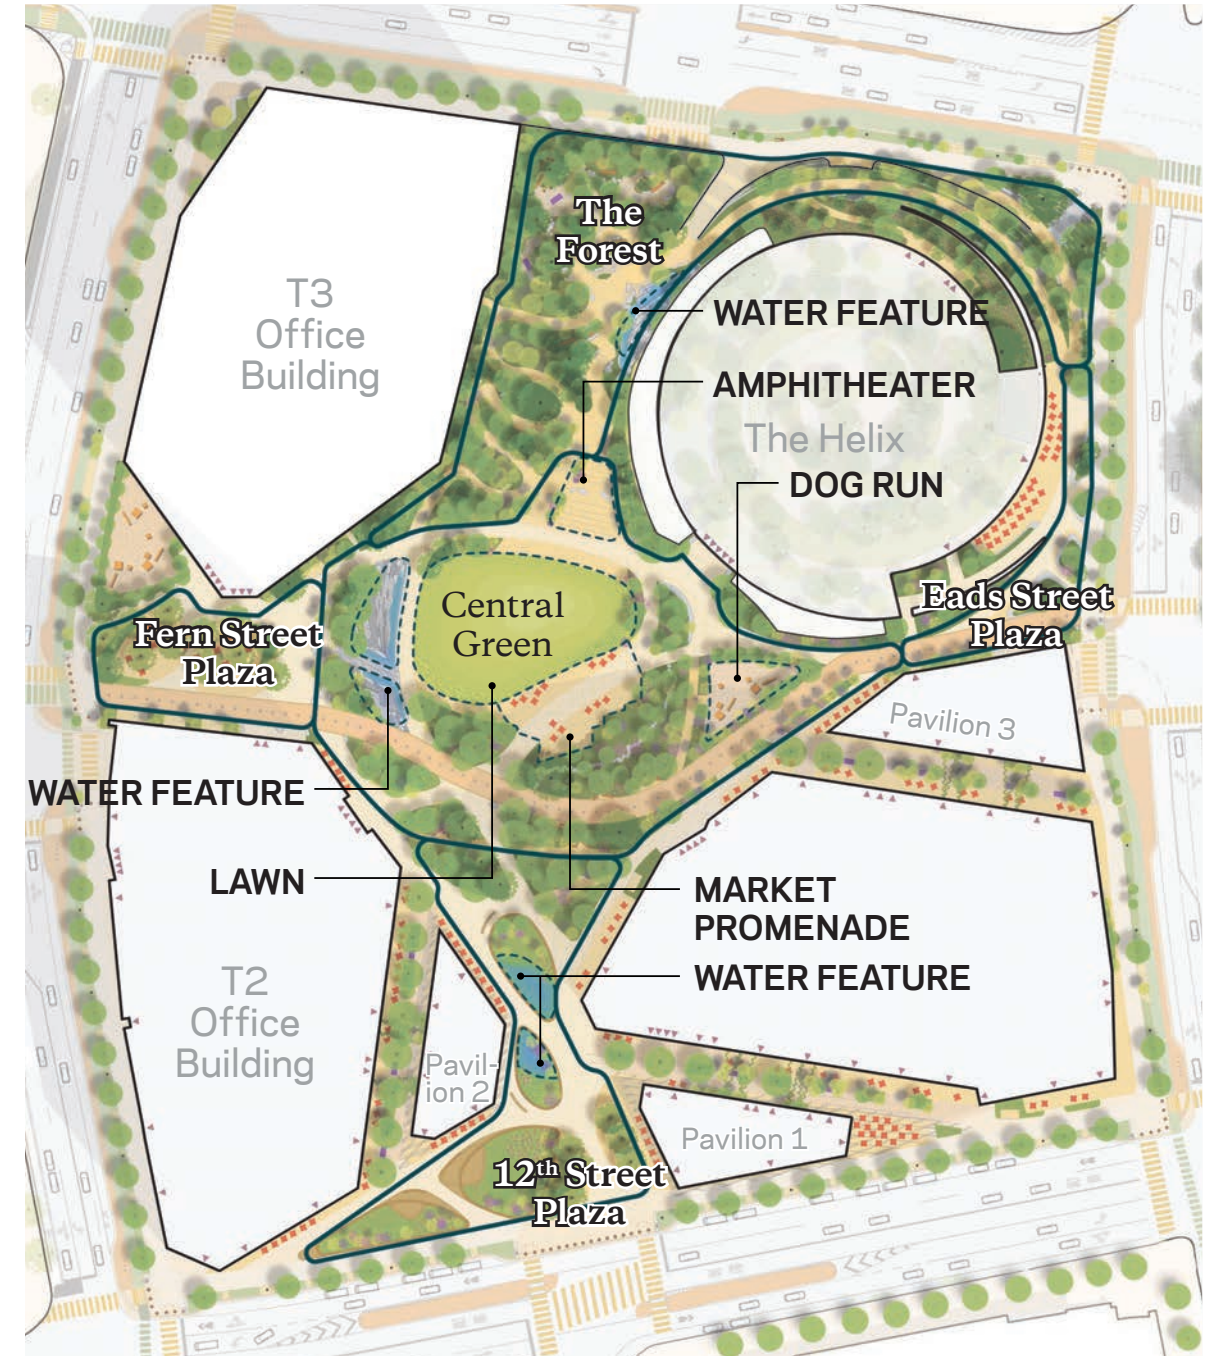 The
Forest
T3
Office
Building
WATER FEATURE
AMPHITHEATER
The Helix
DOG RUN
Central
Green
Eads Street
Plaza
Fern Street
Plaza
Pavilion 3
WATER FEATURE
LAWN
MARKET
PROMENADE
WATER FEATURE
T2
Office
Building
Pavil-
ion 2
Pavilion 1
12th Street
Plaza